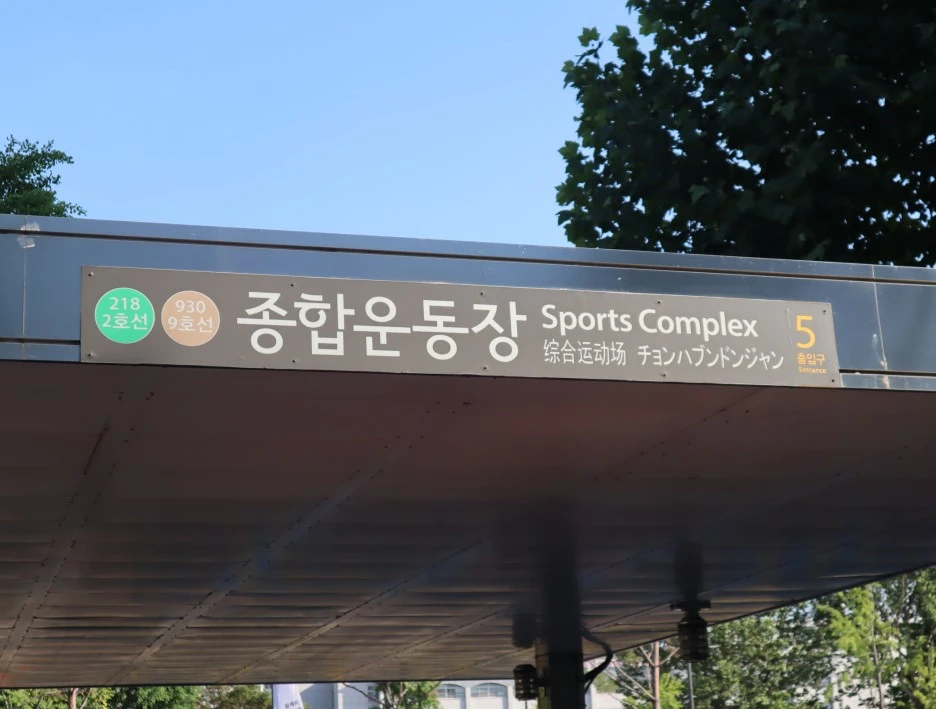 218
2호선
930
9호선
종합운동장
Sports Complex
综合运动场 チョンハブンドンジャン
5
출입구
Entrance